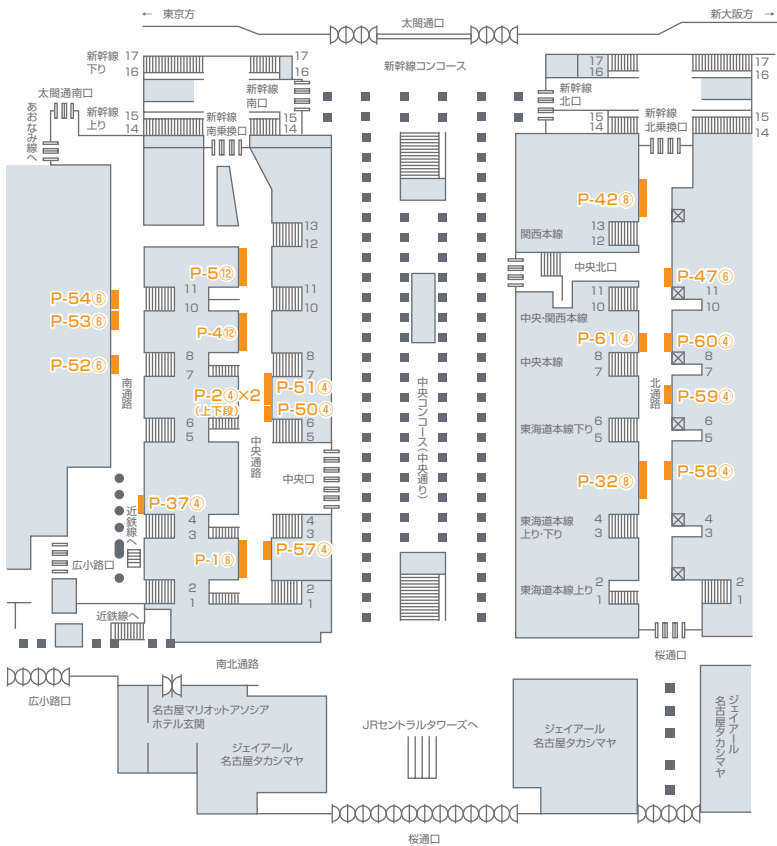 ← 東京方
太閤通口
新大阪方 →
新幹線
下り
17
16
17
16
新幹線コンコース
17
16
17
16
太閤通南口
あおなみ線へ
新幹線
上り
15
14
新幹線
南口
新幹線
南乗換口
15
14
新幹線
北口
15
14
新幹線
北乗換口
15
14
P-42⑧
関西本線
13
12
13
12
中央北口
P-5⑫
P-47⑥
P-54⑥
P-53⑥
11
10
11
10
11
10
11
10
中央・関西本線
P-4⑫
P-61④
P-60④
P-52⑥
8
7
8
7
中央本線
8
7
8
7
南通路
P-2④×2
(上下段)
P-51④
P-50④
中央コンコース(中央通り)
北通路
P-59④
6
5
6
5
東海道本線下り
6
5
6
5
中央通路
中央口
P-32⑧
P-58④
P-37④
近鉄線へ
4
3
4
3
東海道本線
上り・下り
4
3
4
3
広小路口
P-1⑧
P-57④
2
1
2
1
東海道本線上り
2
1
2
1
近鉄線へ
南北通路
桜通口
広小路口
名古屋マリオットアソシア
ホテル玄関
ジェイアール
名古屋タカシマヤ
JRセントラルタワーズへ
ジェイアール
名古屋タカシマヤ
ジェイアール
名古屋タカシマヤ
桜通口